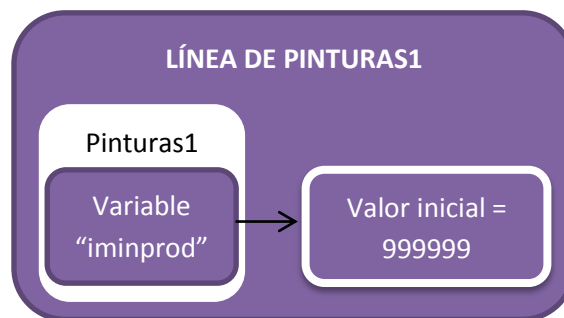 LÍNEA DE PINTURAS1
Pinturas1
Variable
“iminprod”
Valor inicial =
999999